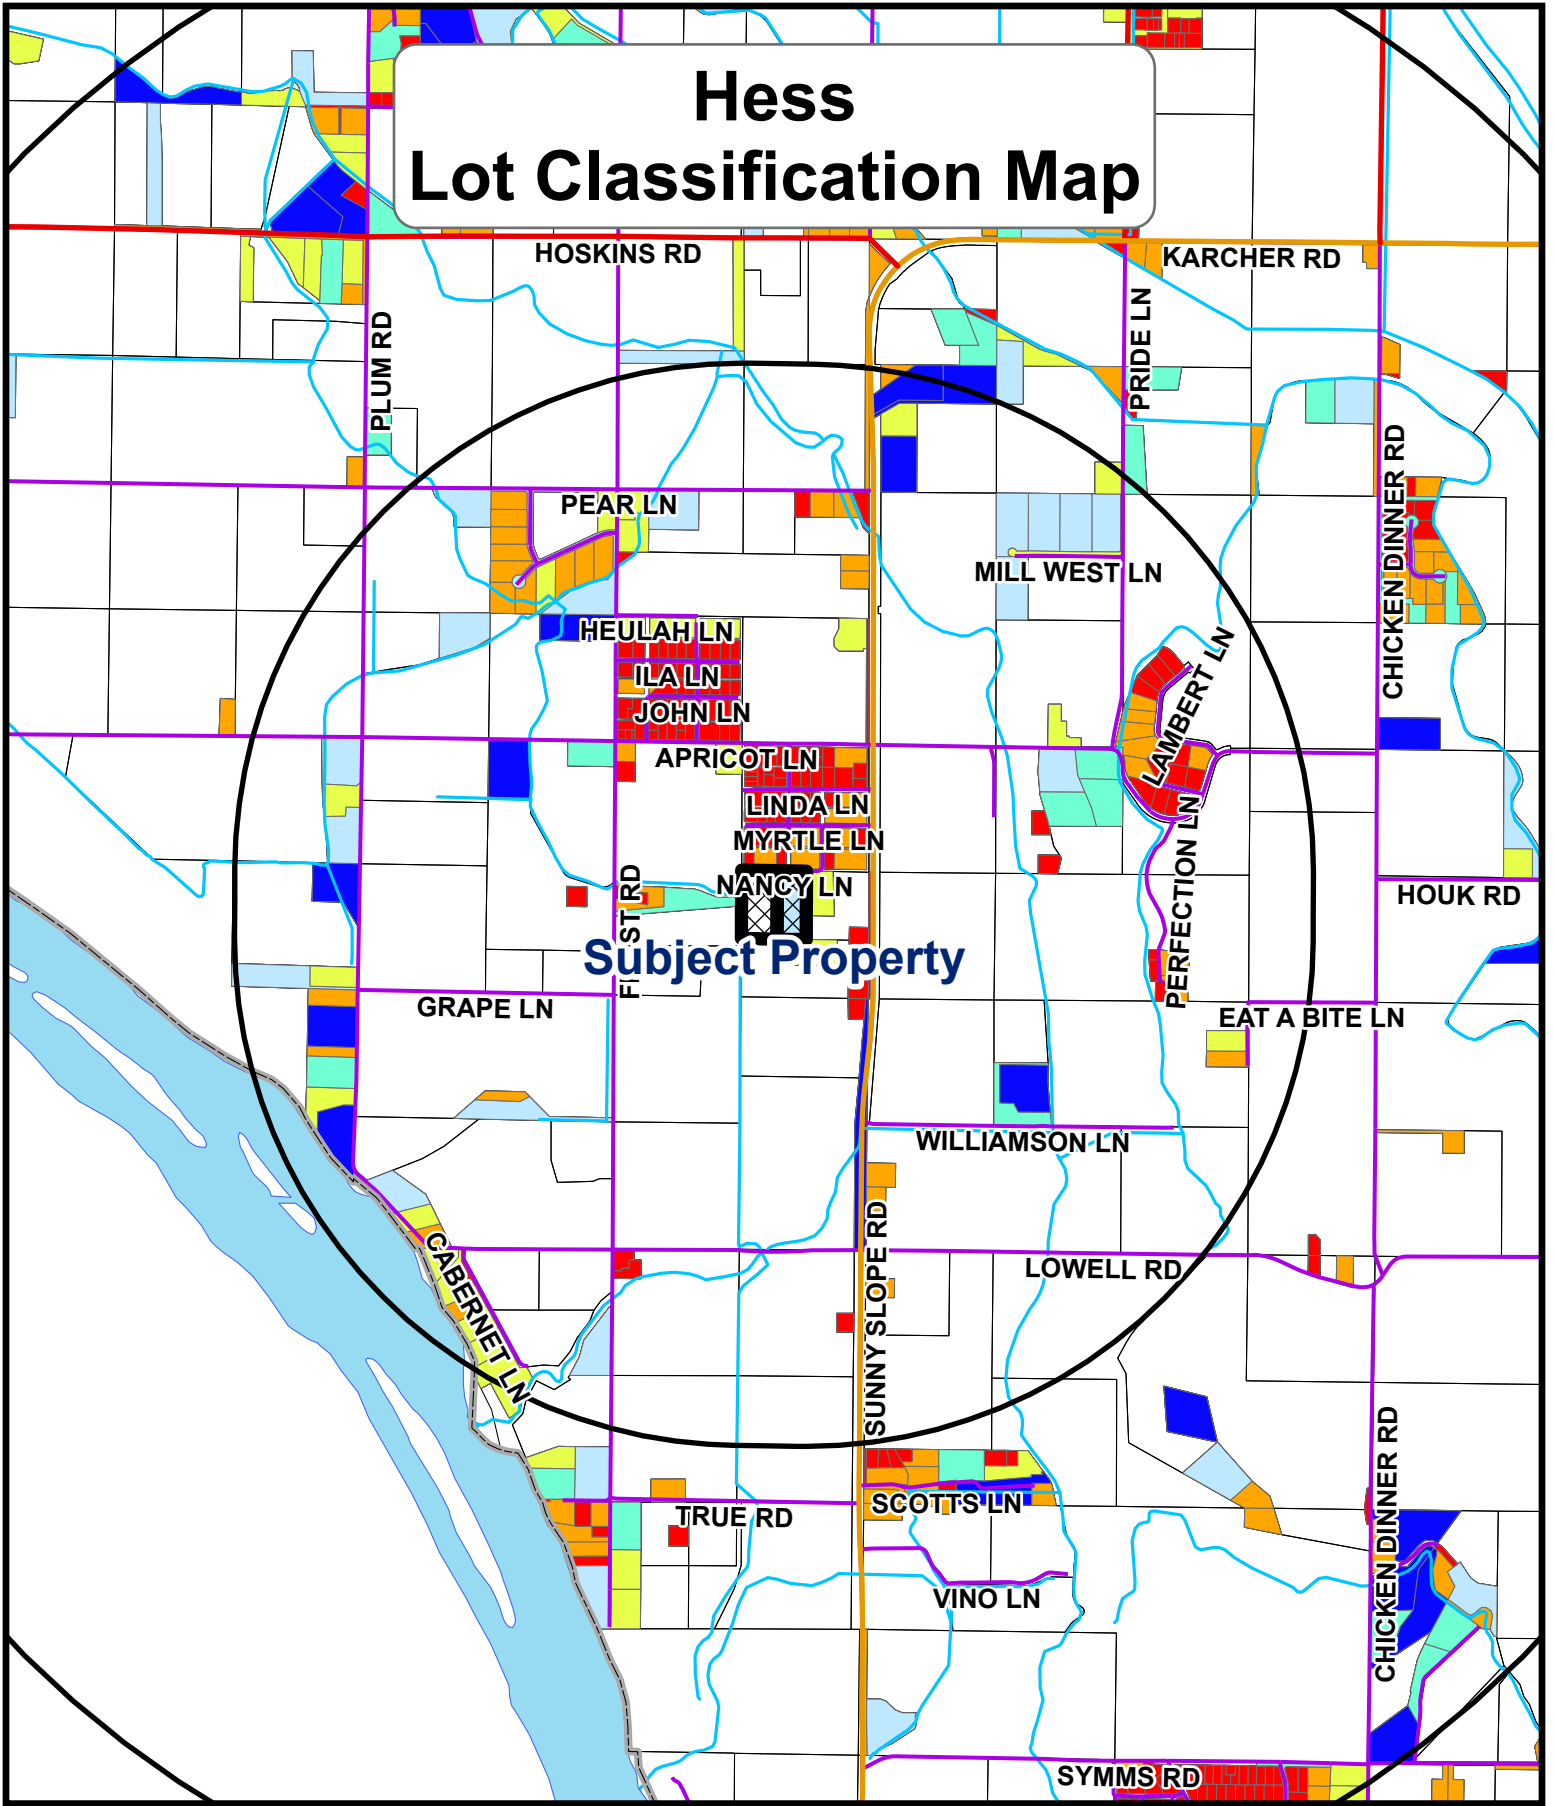 Hess
Lot Classification Map
HOSKINS RD
KARCHER RD
PLUM RD
PRIDE LN
CHICKEN DINNER RD
PEAR LN
MILL WEST LN
HEULAH LN
ILA LN
JOHN LN
LAMBERT LN
APRICOT LN
LINDA LN
MYRTLE LN
NANCY LN
PERFECTION LN
HOUK RD
ST RD
Subject Property
GRAPE LN
EAT A BITE LN
WILLIAMSON LN
SUNNY SLOPE RD
CABERNET LN
LOWELL RD
CHICKEN DINNER RD
SCOTTS LN
TRUE RD
VINO LN
SYMMS RD